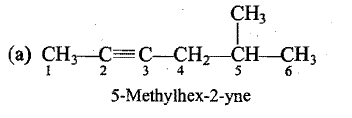 CH₃
(a) CH₃—C≡C—CH₂—CH—CH₃
1 2 3 4 5 6
5-Methylhex-2-yne